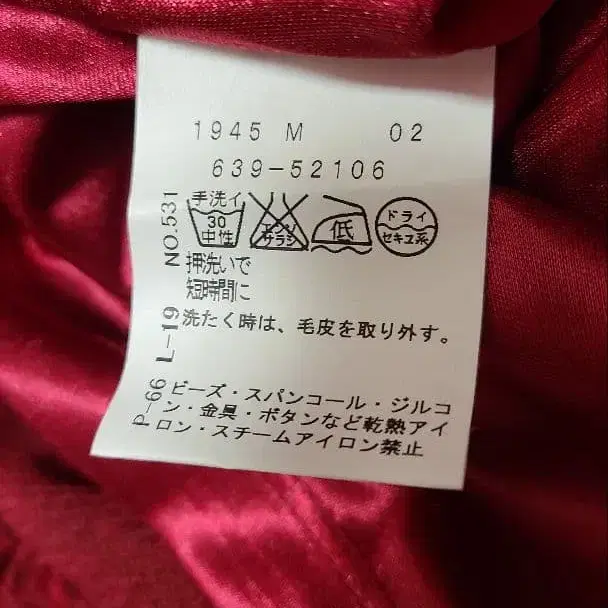 1945 M 02
639-52106
手洗イ
30
中性
エンソ
サラシ
低
ドライ
セキユ系
押洗いで
短時間に
洗たく時は、毛皮を取り外す。
ビーズ・スパンコール・ジルコ
ン・金具・ボタンなど乾熱アイ
ロン・スチームアイロン禁止
P-66 L-19 NO.531